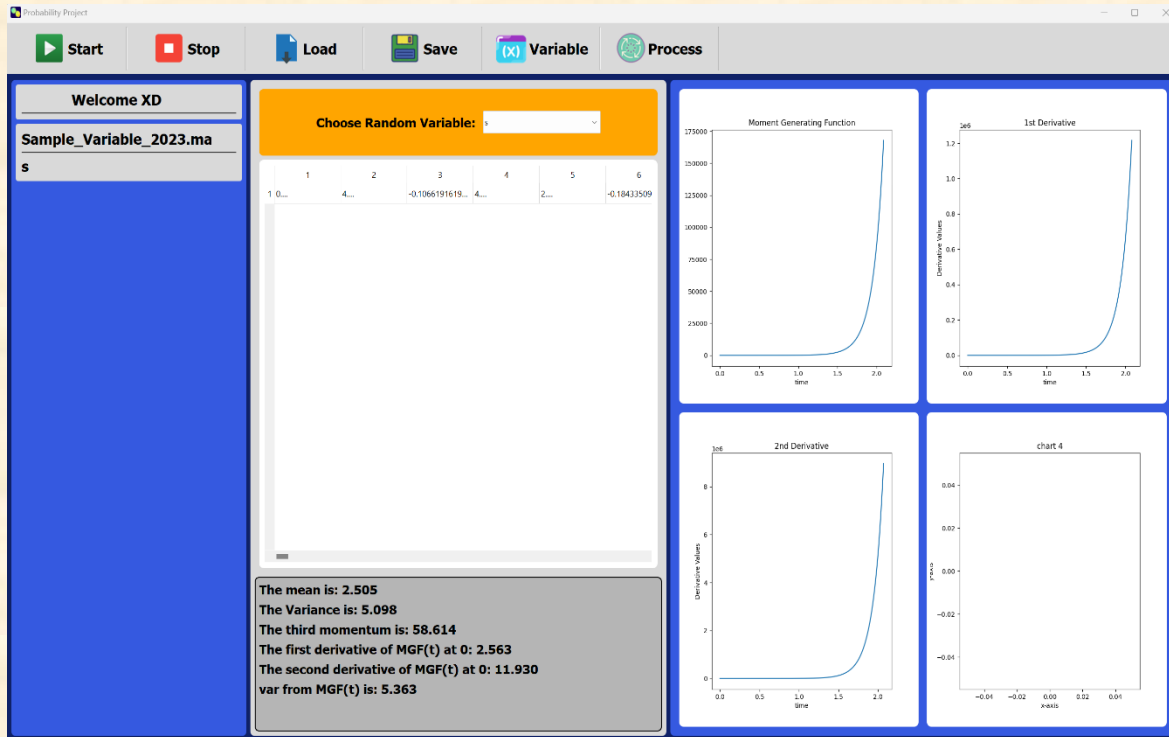 Probability Project
Start Stop Load Save (x) Variable Process
Welcome XD
Sample_Variable_2023.ma
s
Choose Random Variable: s
1 2 3 4 5 6
1 0.... 4.... -0.1066191619... 4.... 2.... -0.18433509
The mean is: 2.505
The Variance is: 5.098
The third momentum is: 58.614
The first derivative of MGF(t) at 0: 2.563
The second derivative of MGF(t) at 0: 11.930
var from MGF(t) is: 5.363
Moment Generating Function
175000
150000
125000
100000
75000
50000
25000
0
0.0 0.5 1.0 1.5 2.0
time
1st Derivative
1e6
Derivative Values
1.2
1.0
0.8
0.6
0.4
0.2
0.0
0.0 0.5 1.0 1.5 2.0
time
2nd Derivative
1e6
Derivative Values
8
6
4
2
0
0.0 0.5 1.0 1.5 2.0
time
chart 4
y-axis
0.04
0.02
0.00
−0.02
−0.04
−0.04 −0.02 0.00 0.02 0.04
x-axis